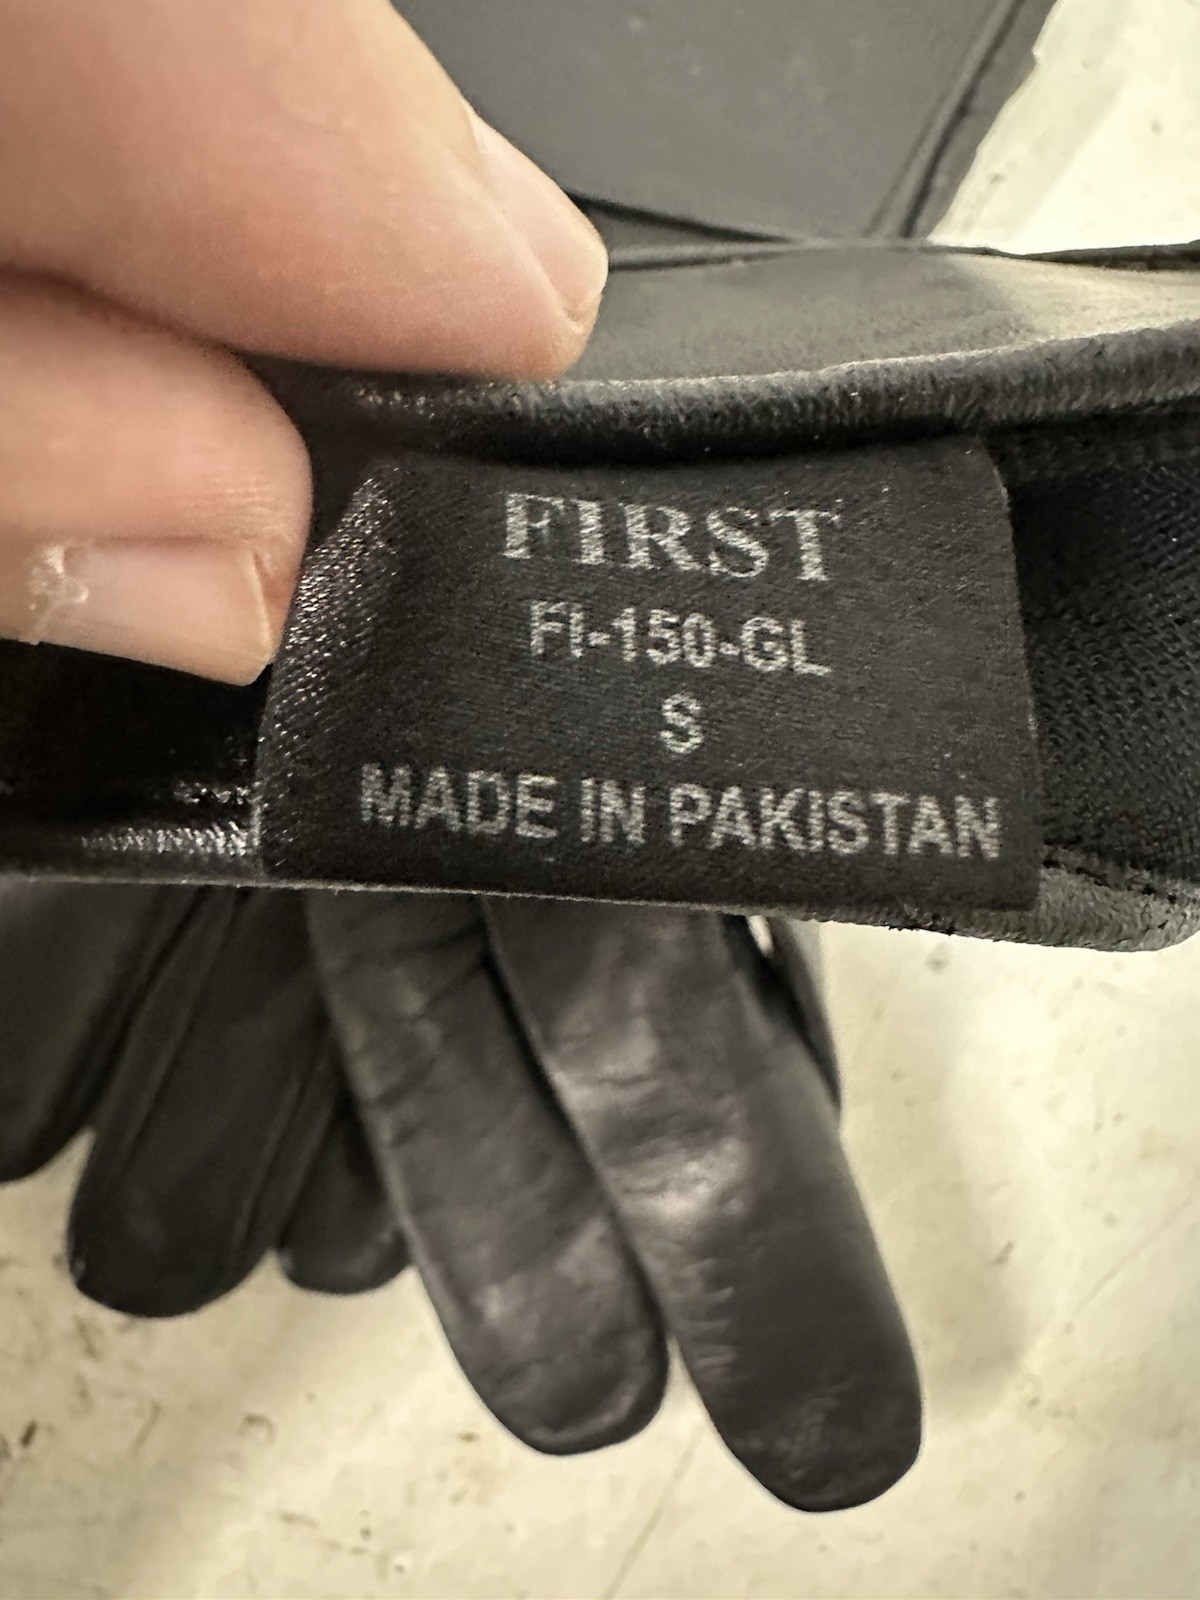 FIRST
FI-150-GL
S
MADE IN PAKISTAN